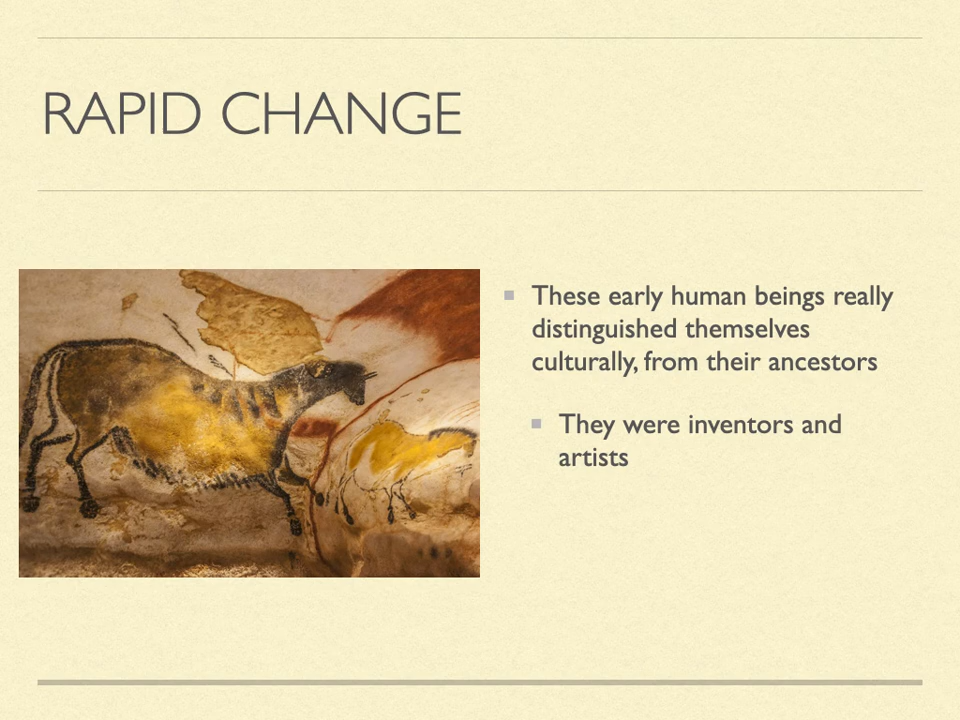 RAPID CHANGE
These early human beings really
distinguished themselves
culturally, from their ancestors
They were inventors and
artists